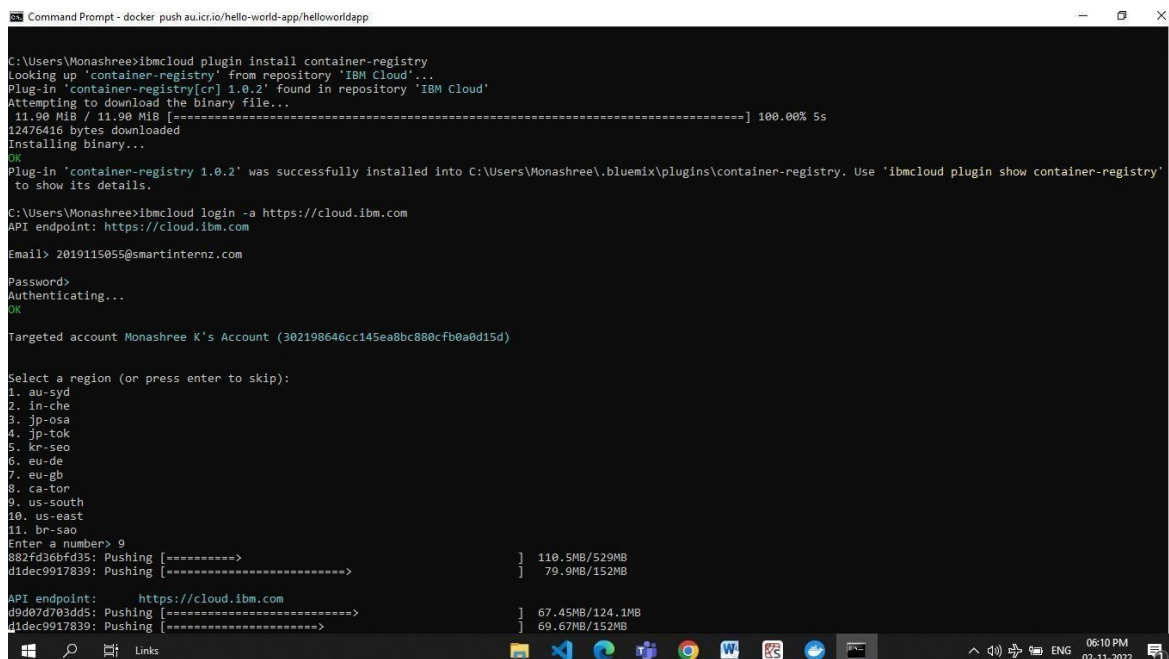 Command Prompt - docker push au.icr.io/hello-world-app/helloworldapp
C:\Users\Monashree>ibmcloud plugin install container-registry
Looking up 'container-registry' from repository 'IBM Cloud'...
Plug-in 'container-registry[cr] 1.0.2' found in repository 'IBM Cloud'
Attempting to download the binary file...
11.90 MiB / 11.90 MiB [=====================================================================================] 100.00% 5s
12476416 bytes downloaded
Installing binary...
OK
Plug-in 'container-registry 1.0.2' was successfully installed into C:\Users\Monashree\.bluemix\plugins\container-registry. Use 'ibmcloud plugin show container-registry'
to show its details.
C:\Users\Monashree>ibmcloud login -a https://cloud.ibm.com
API endpoint: https://cloud.ibm.com
Email> 2019115055@smartinternz.com
Password>
Authenticating...
OK
Targeted account Monashree K's Account (302198646cc145ea8bc880cfb0a0d15d)
Select a region (or press enter to skip):
1. au-syd
2. in-che
3. jp-osa
4. jp-tok
5. kr-seo
6. eu-de
7. eu-gb
8. ca-tor
9. us-south
10. us-east
11. br-sao
Enter a number> 9
882fd36bfd35: Pushing [==========>                                        ] 110.5MB/529MB
d1dec9917839: Pushing [==========================>                        ] 79.9MB/152MB
API endpoint: https://cloud.ibm.com
d9d07d703dd5: Pushing [===========================>                       ] 67.45MB/124.1MB
d1dec9917839: Pushing [======================>                            ] 69.67MB/152MB
Links
ENG
06:10 PM
02-11-2022